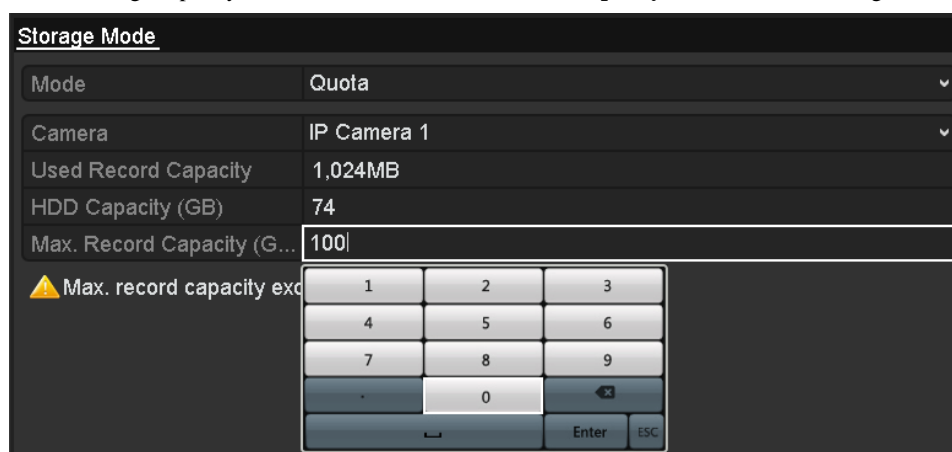 Storage Mode
Mode Quota
Camera IP Camera 1
Used Record Capacity 1,024MB
HDD Capacity (GB) 74
Max. Record Capacity (G... 100
Max. record capacity exc
1 2 3
4 5 6
7 8 9
. 0
Enter ESC